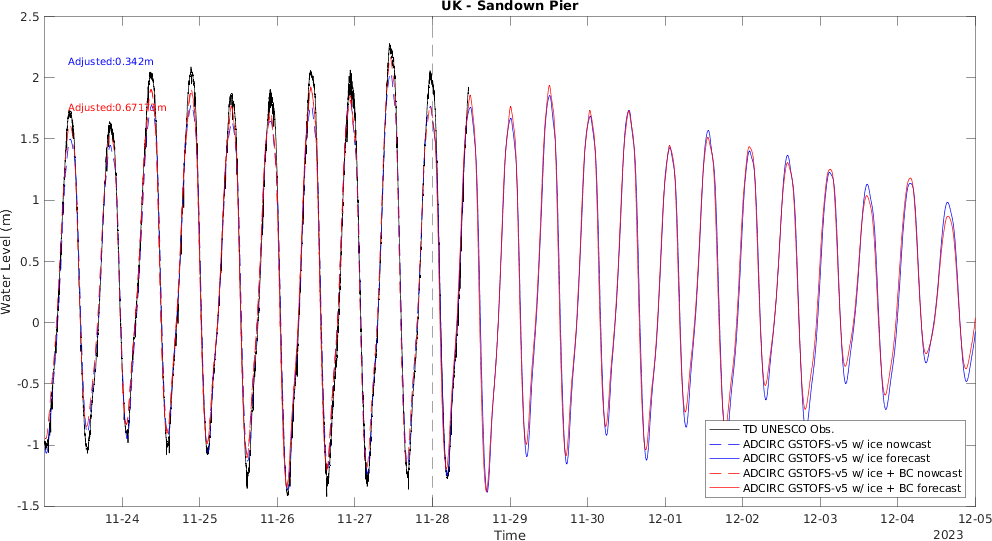 UK - Sandown Pier
2.5
2
1.5
1
0.5
0
-0.5
-1
-1.5
Water Level (m)
Adjusted:0.342m
TD UNESCO Obs.
ADCIRC GSTOFS-v5 w/ ice nowcast
ADCIRC GSTOFS-v5 w/ ice forecast
ADCIRC GSTOFS-v5 w/ ice + BC nowcast
ADCIRC GSTOFS-v5 w/ ice + BC forecast
11-24 11-25 11-26 11-27 11-28 11-29 11-30 12-01 12-02 12-03 12-04 12-05
Time
2023